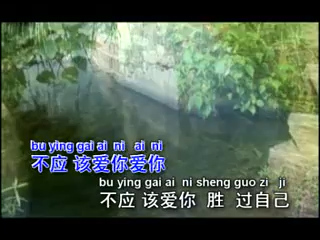 bu ying gai ai ni ai ni
不应 该爱你爱你
bu ying gai ai ni sheng guo zi ji
不应 该爱你 胜 过自己